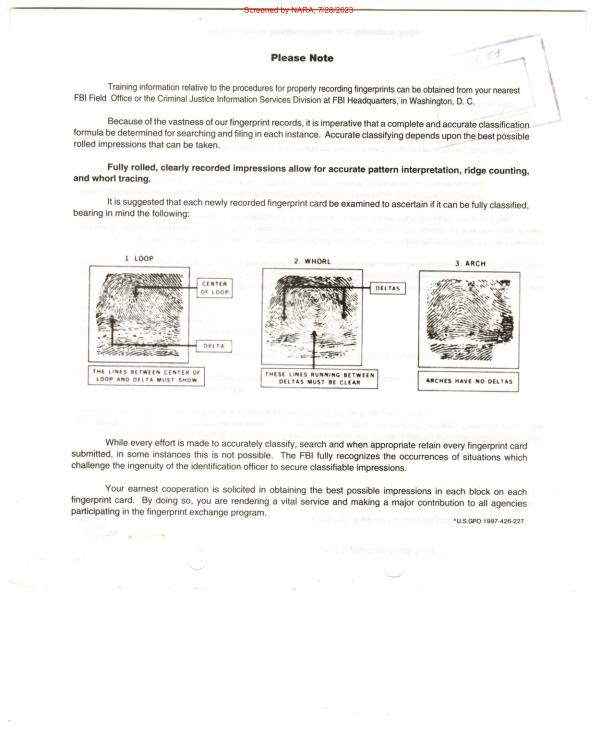 Screened by NARA, 7/20/2023
Please Note
Training information relative to the procedures for properly recording fingerprints can be obtained from your nearest
FBI Field Office or the Criminal Justice Information Services Division at FBI Headquarters, in Washington, D. C.
Because of the vastness of our fingerprint records, it is imperative that a complete and accurate classification
formula be determined for searching and filing in each instance. Accurate classifying depends upon the best possible
rolled impressions that can be taken.
Fully rolled, clearly recorded impressions allow for accurate pattern interpretation, ridge counting,
and whorl tracing.
It is suggested that each newly recorded fingerprint card be examined to ascertain if it can be fully classified,
bearing in mind the following:
1 LOOP
CENTER
OF LOOP
DELTA
THE LINES BETWEEN CENTER OF
LOOP AND DELTA MUST SHOW
2. WHORL
DELTAS
THESE LINES RUNNING BETWEEN
DELTAS MUST BE CLEAR
3. ARCH
ARCHES HAVE NO DELTAS
While every effort is made to accurately classify, search and when appropriate retain every fingerprint card
submitted, in some instances this is not possible. The FBI fully recognizes the occurrences of situations which
challenge the ingenuity of the identification officer to secure classifiable impressions.
Your earnest cooperation is solicited in obtaining the best possible impressions in each block on each
fingerprint card. By doing so, you are rendering a vital service and making a major contribution to all agencies
participating in the fingerprint exchange program.
*U.S.GPO:1997-426-227